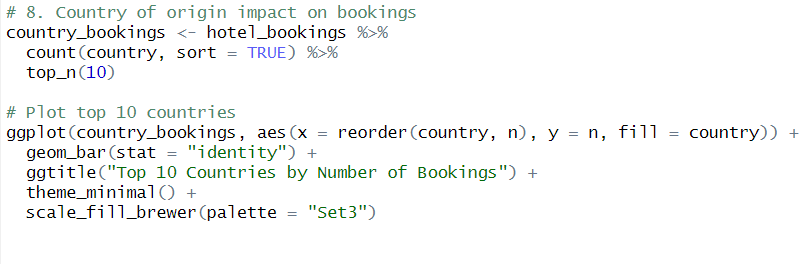 # 8. Country of origin impact on bookings
country_bookings <- hotel_bookings %>%
  count(country, sort = TRUE) %>%
  top_n(10)

# Plot top 10 countries
ggplot(country_bookings, aes(x = reorder(country, n), y = n, fill = country)) +
  geom_bar(stat = "identity") +
  ggtitle("Top 10 Countries by Number of Bookings") +
  theme_minimal() +
  scale_fill_brewer(palette = "Set3")